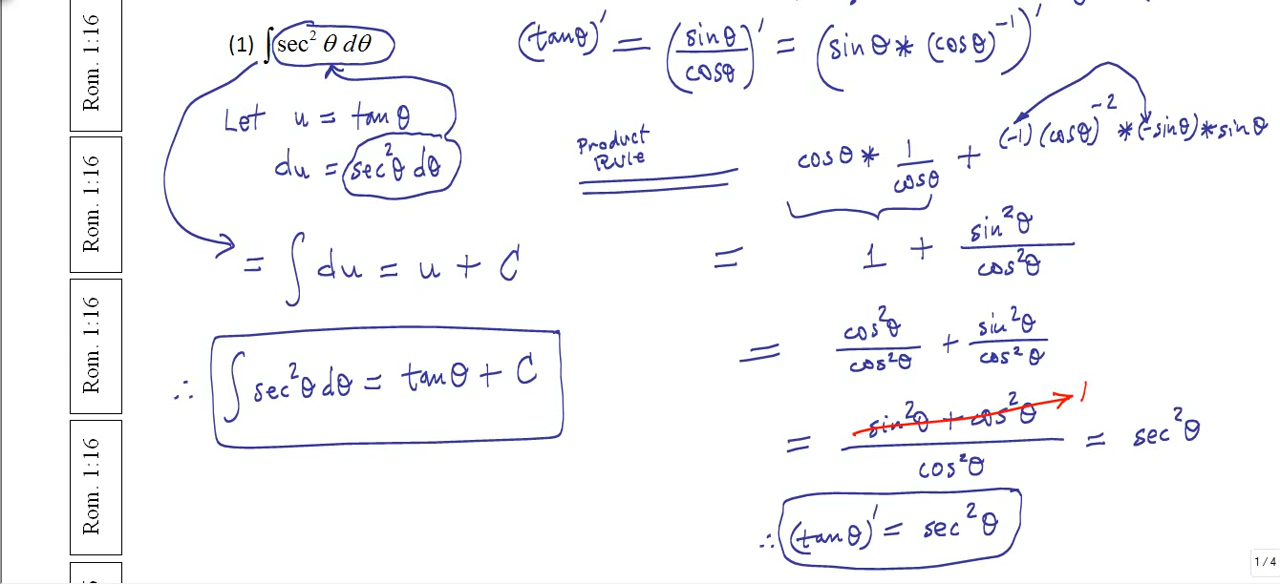 Rom. 1:16
Rom. 1:16
Rom. 1:16
Rom. 1:16
(1) ∫ sec² θ dθ
Let u = tanθ
du = sec²θ dθ
= ∫ du = u + C
∴ ∫ sec²θ dθ = tanθ + C
(tanθ)' = (sinθ/cosθ)' = (sinθ * (cosθ)⁻¹)'
Product Rule
cosθ * 1/cosθ + (-1)(cosθ)⁻² * (-sinθ) * sinθ
= 1 + sin²θ/cos²θ
= cos²θ/cos²θ + sin²θ/cos²θ
= (sin²θ + cos²θ)/cos²θ = sec²θ
1
∴ (tanθ)' = sec²θ
1/4